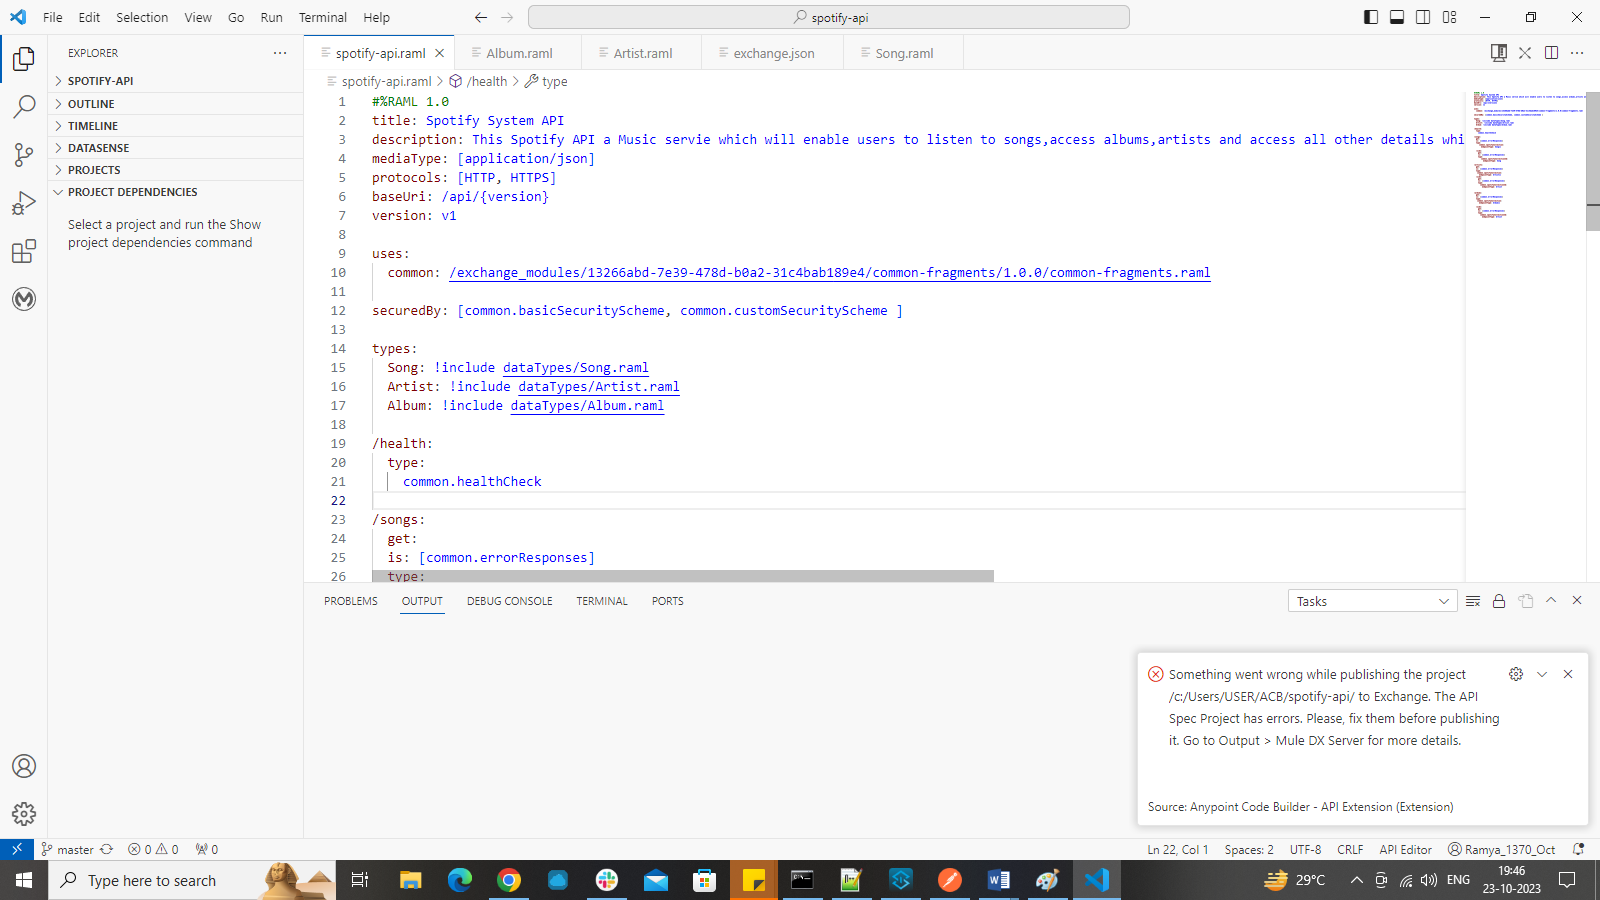 File Edit Selection View Go Run Terminal Help
spotify-api
EXPLORER
SPOTIFY-API
OUTLINE
TIMELINE
DATASENSE
PROJECTS
PROJECT DEPENDENCIES
Select a project and run the Show
project dependencies command
spotify-api.raml Album.raml Artist.raml exchange.json Song.raml
spotify-api.raml > /health > type
1 #%RAML 1.0
2 title: Spotify System API
3 description: This Spotify API a Music servie which will enable users to listen to songs,access albums,artists and access all other details whi
4 mediaType: [application/json]
5 protocols: [HTTP, HTTPS]
6 baseUri: /api/{version}
7 version: v1
8
9 uses:
10 common: /exchange_modules/13266abd-7e39-478d-b0a2-31c4bab189e4/common-fragments/1.0.0/common-fragments.raml
11
12 securedBy: [common.basicSecurityScheme, common.customSecurityScheme ]
13
14 types:
15 Song: !include dataTypes/Song.raml
16 Artist: !include dataTypes/Artist.raml
17 Album: !include dataTypes/Album.raml
18
19 /health:
20 type:
21 common.healthCheck
22
23 /songs:
24 get:
25 is: [common.errorResponses]
26 type:
PROBLEMS OUTPUT DEBUG CONSOLE TERMINAL PORTS
Tasks
Something went wrong while publishing the project
/c:/Users/USER/ACB/spotify-api/ to Exchange. The API
Spec Project has errors. Please, fix them before publishing
it. Go to Output > Mule DX Server for more details.
Source: Anypoint Code Builder - API Extension (Extension)
master 0 0 0
Ln 22, Col 1 Spaces: 2 UTF-8 CRLF API Editor Ramya_1370_Oct
Type here to search
29°C
ENG
19:46
23-10-2023